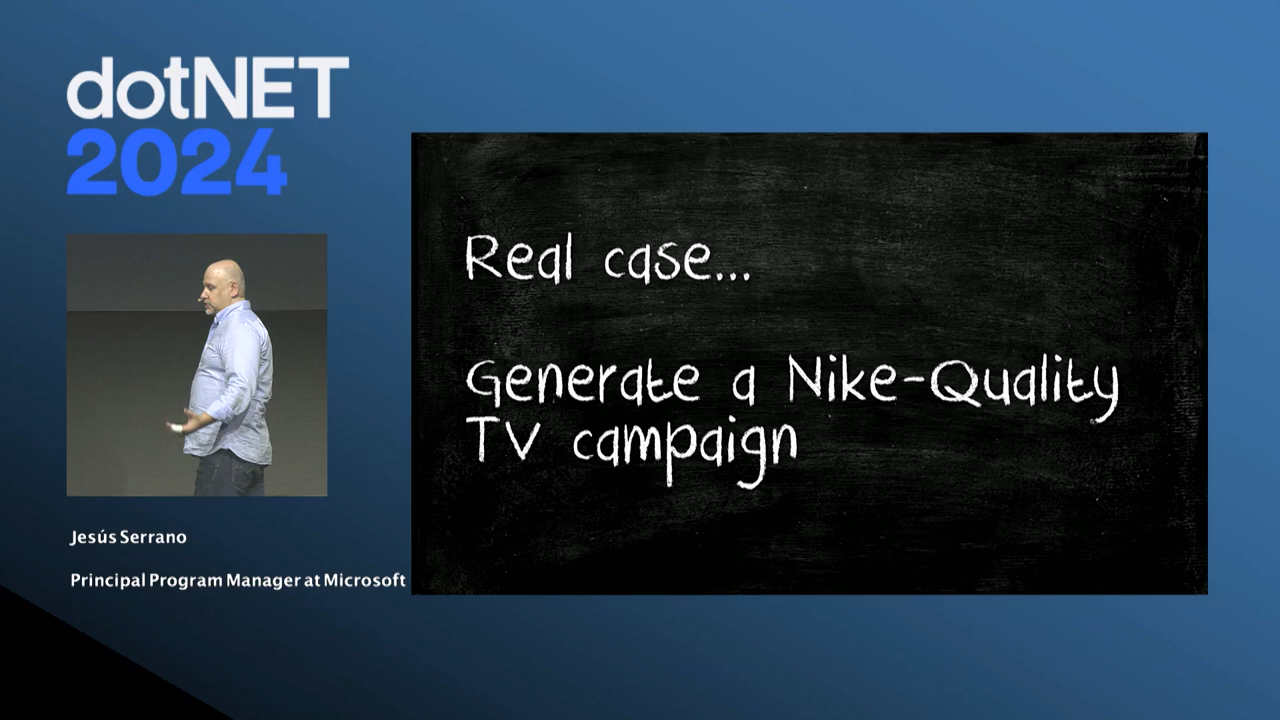 dotNET
2024
Real case...
Generate a Nike-Quality
TV campaign
Jesús Serrano
Principal Program Manager at Microsoft